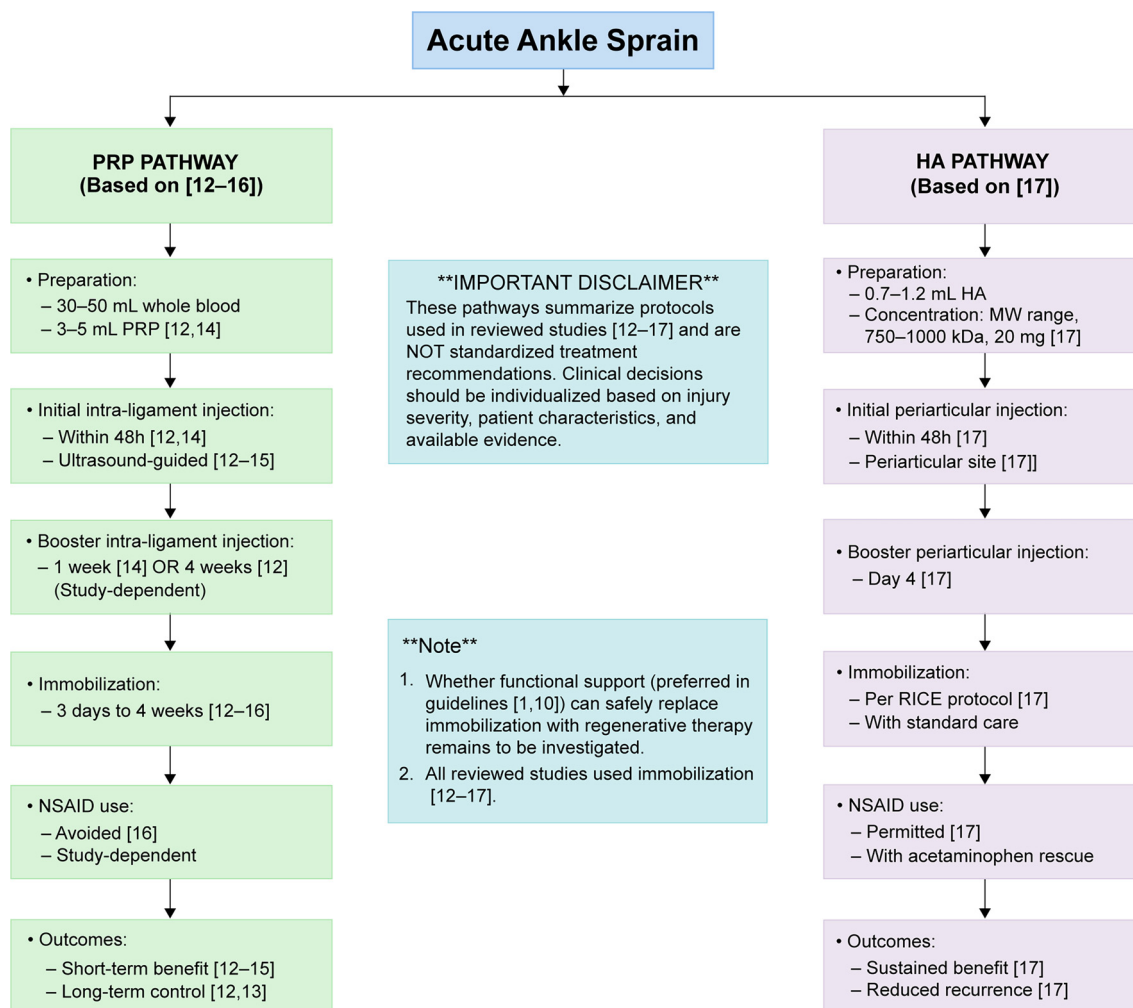 Acute Ankle Sprain
PRP PATHWAY
(Based on [12–16])
• Preparation:
– 30–50 mL whole blood
– 3–5 mL PRP [12,14]
• Initial intra-ligament injection:
– Within 48h [12,14]
– Ultrasound-guided [12–15]
• Booster intra-ligament injection:
– 1 week [14] OR 4 weeks [12]
(Study-dependent)
• Immobilization:
– 3 days to 4 weeks [12–16]
• NSAID use:
– Avoided [16]
– Study-dependent
• Outcomes:
– Short-term benefit [12–15]
– Long-term control [12,13]
**IMPORTANT DISCLAIMER**
These pathways summarize protocols
used in reviewed studies [12–17] and are
NOT standardized treatment
recommendations. Clinical decisions
should be individualized based on injury
severity, patient characteristics, and
available evidence.
**Note**
1. Whether functional support (preferred in
guidelines [1,10]) can safely replace
immobilization with regenerative therapy
remains to be investigated.
2. All reviewed studies used immobilization
[12–17].
HA PATHWAY
(Based on [17])
• Preparation:
– 0.7–1.2 mL HA
– Concentration: MW range,
750–1000 kDa, 20 mg [17]
• Initial periarticular injection:
– Within 48h [17]
– Periarticular site [17]]
• Booster periarticular injection:
– Day 4 [17]
• Immobilization:
– Per RICE protocol [17]
– With standard care
• NSAID use:
– Permitted [17]
– With acetaminophen rescue
• Outcomes:
– Sustained benefit [17]
– Reduced recurrence [17]